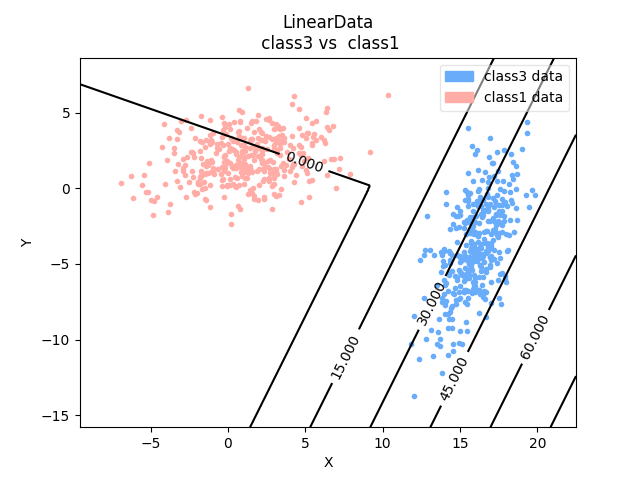 LinearData
class3 vs  class1
class3 data
class1 data
0.000
15.000
30.000
45.000
60.000
Y
5
0
−5
−10
−15
−5
0
5
10
15
20
X